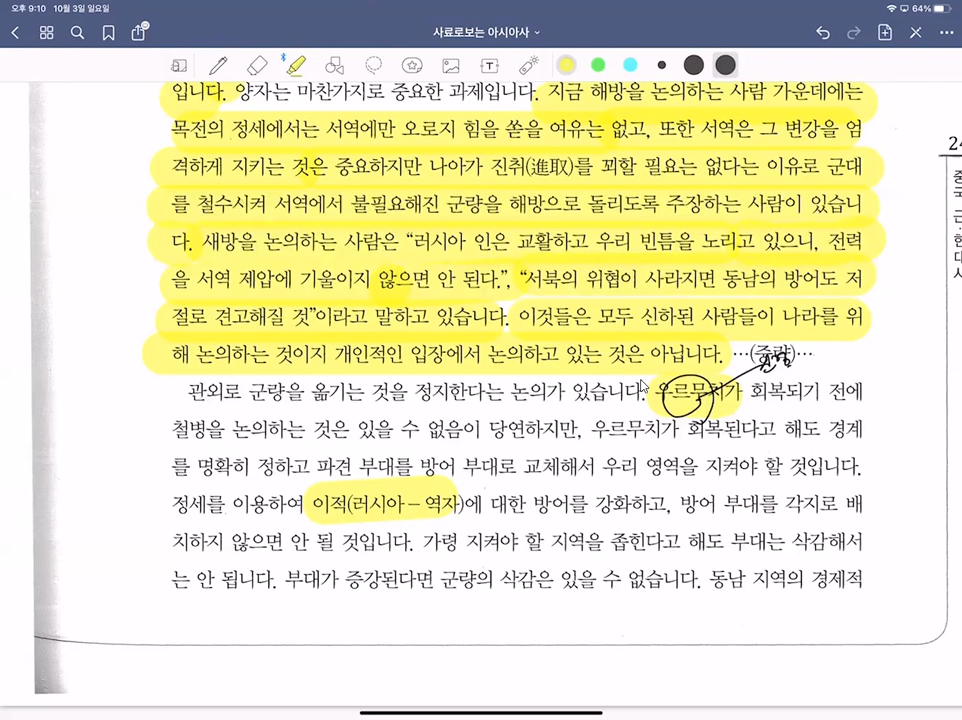 오후 9:10 10월 3일 일요일
64%
사료로보는 아시아사
입니다. 양자는 마찬가지로 중요한 과제입니다. 지금 해방을 논의하는 사람 가운데에는
목전의 정세에서는 서역에만 오로지 힘을 쏟을 여유는 없고, 또한 서역은 그 변강을 엄
격하게 지키는 것은 중요하지만 나아가 진취(進取)를 꾀할 필요는 없다는 이유로 군대
를 철수시켜 서역에서 불필요해진 군량을 해방으로 돌리도록 주장하는 사람이 있습니
다. 새방을 논의하는 사람은 “러시아 인은 교활하고 우리 빈틈을 노리고 있으니, 전력
을 서역 제압에 기울이지 않으면 안 된다.”, “서북의 위협이 사라지면 동남의 방어도 저
절로 견고해질 것”이라고 말하고 있습니다. 이것들은 모두 신하된 사람들이 나라를 위
해 논의하는 것이지 개인적인 입장에서 논의하고 있는 것은 아닙니다. …(중략)…
관외로 군량을 옮기는 것을 정지한다는 논의가 있습니다. 우르무치가 회복되기 전에
철병을 논의하는 것은 있을 수 없음이 당연하지만, 우르무치가 회복된다고 해도 경계
를 명확히 정하고 파견 부대를 방어 부대로 교체해서 우리 영역을 지켜야 할 것입니다.
정세를 이용하여 이적(러시아 – 역자)에 대한 방어를 강화하고, 방어 부대를 각지로 배
치하지 않으면 안 될 것입니다. 가령 지켜야 할 지역을 좁힌다고 해도 부대는 삭감해서
는 안 됩니다. 부대가 증강된다면 군량의 삭감은 있을 수 없습니다. 동남 지역의 경제적
24
중국 근·현대사